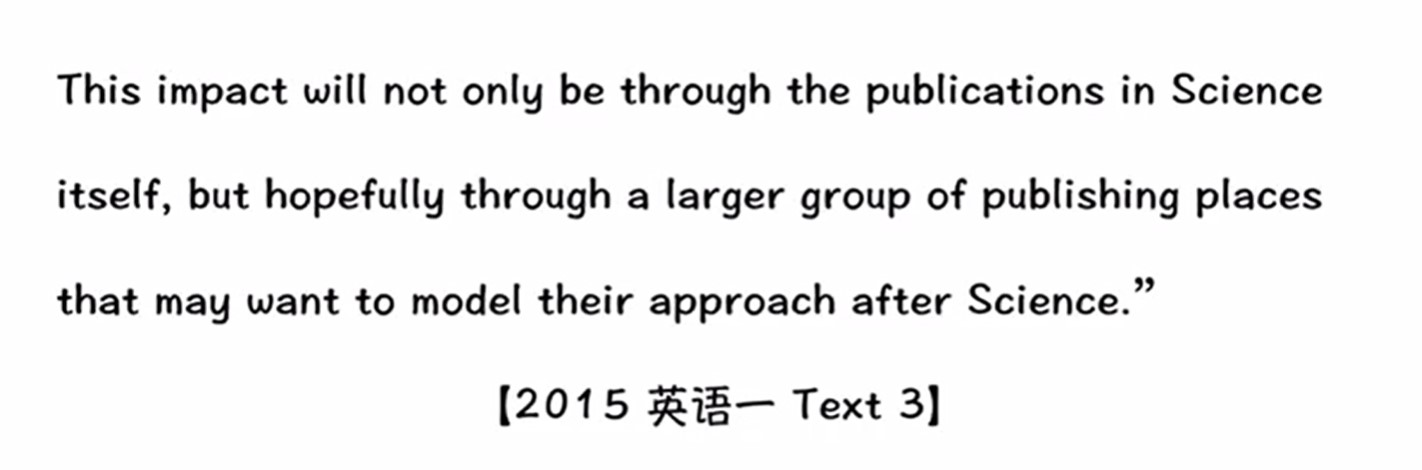 This impact will not only be through the publications in Science
itself, but hopefully through a larger group of publishing places
that may want to model their approach after Science.”
【2015 英语一 Text 3】